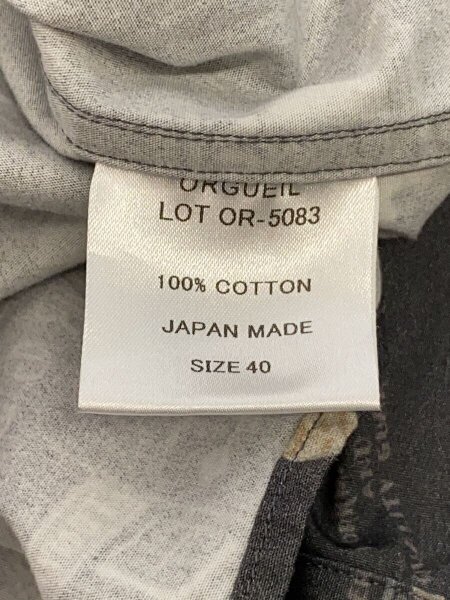 ORGUEIL
LOT OR-5083
100% COTTON
JAPAN MADE
SIZE 40